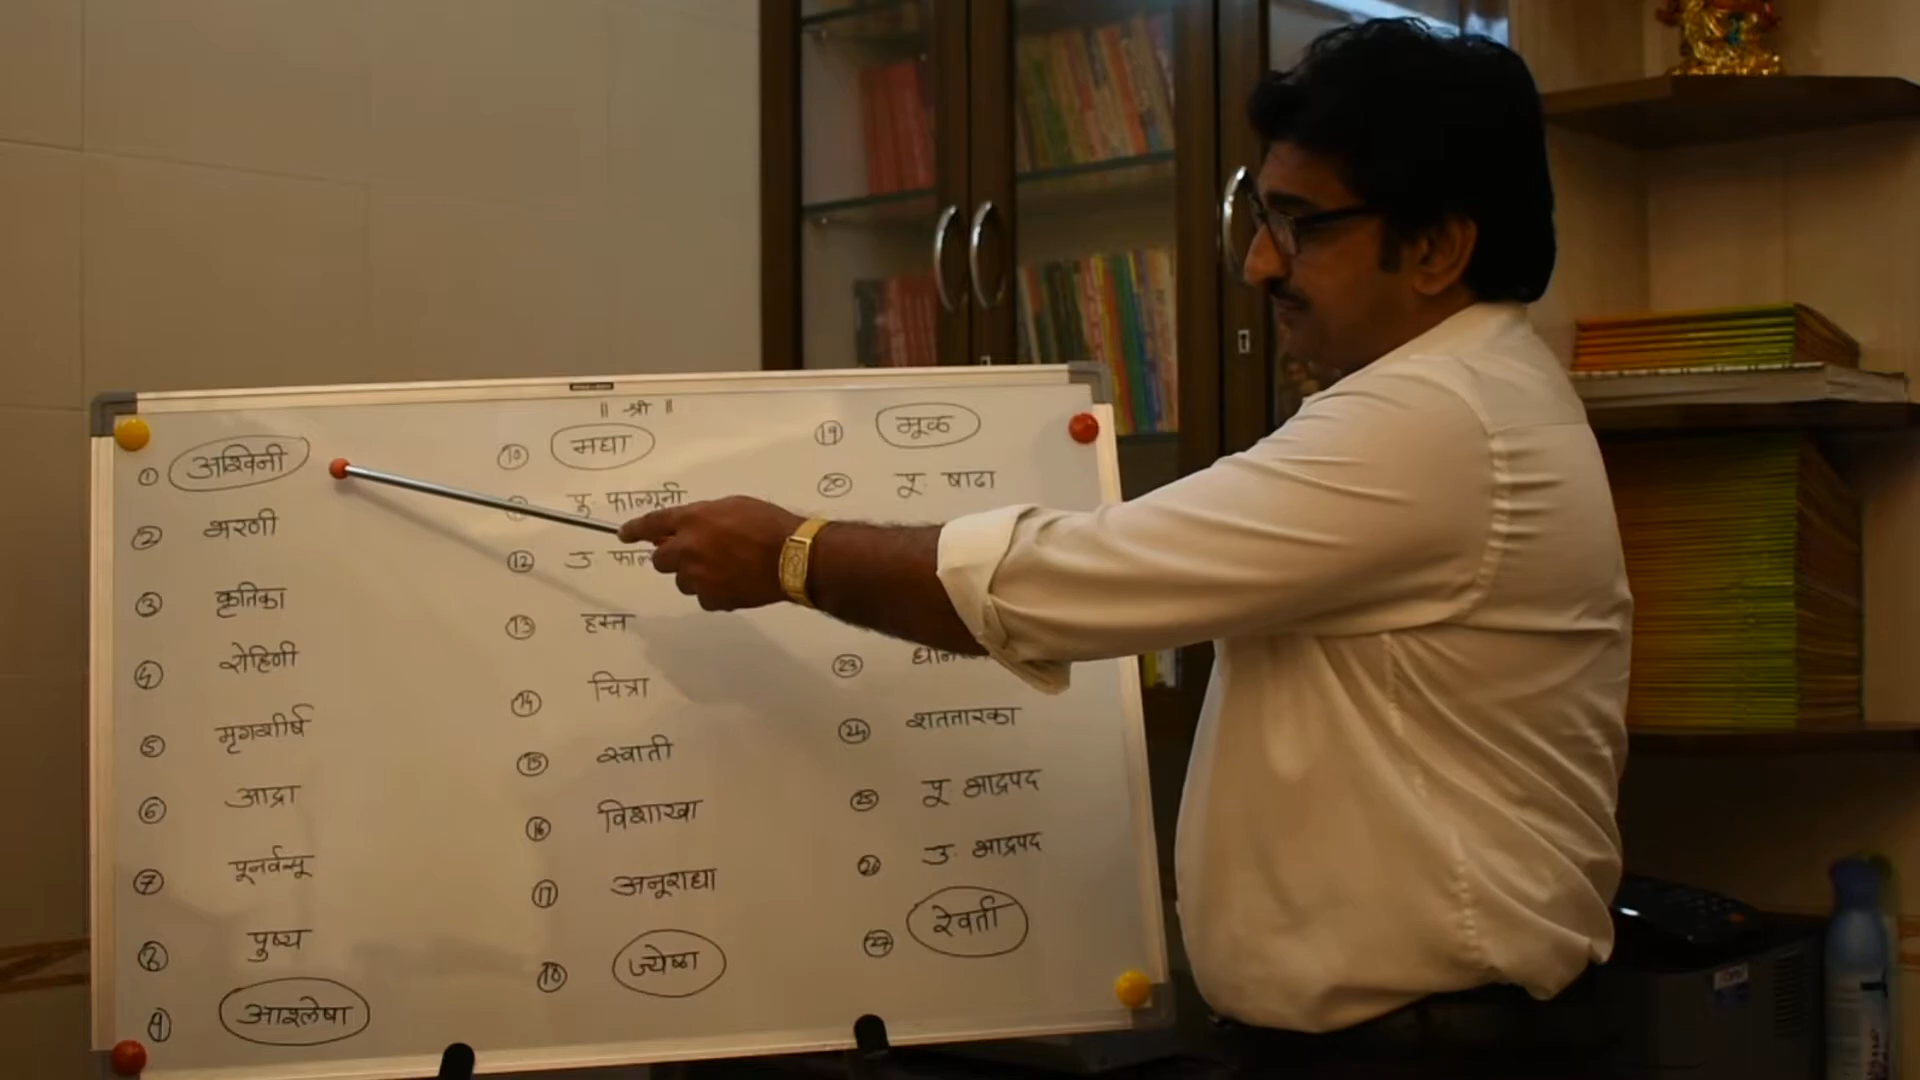 ॥ श्री ॥
① अश्विनी
② भरणी
③ कृतिका
④ रोहिणी
⑤ मृगशीर्ष
⑥ आद्रा
⑦ पूनर्वसू
⑧ पुष्य
⑨ आश्लेषा
⑩ मघा
पु. फाल्गूनी
⑫ उ फाल
⑬ हस्त
⑭ चित्रा
⑮ स्वाती
⑯ विशाखा
⑰ अनूराधा
⑱ ज्येष्ठा
⑲ मूळ
⑳ पू. षाढा
㉓
㉔ शततारका
㉕ पू. भाद्रपद
㉖ उ. भाद्रपद
㉗ रेवती